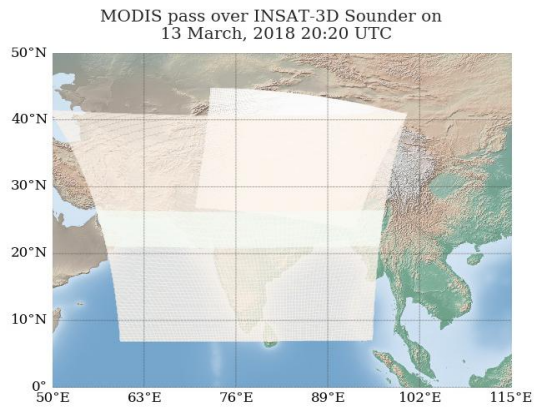 MODIS pass over INSAT-3D Sounder on
13 March, 2018 20:20 UTC
50°N
40°N
30°N
20°N
10°N
0°
50°E 63°E 76°E 89°E 102°E 115°E